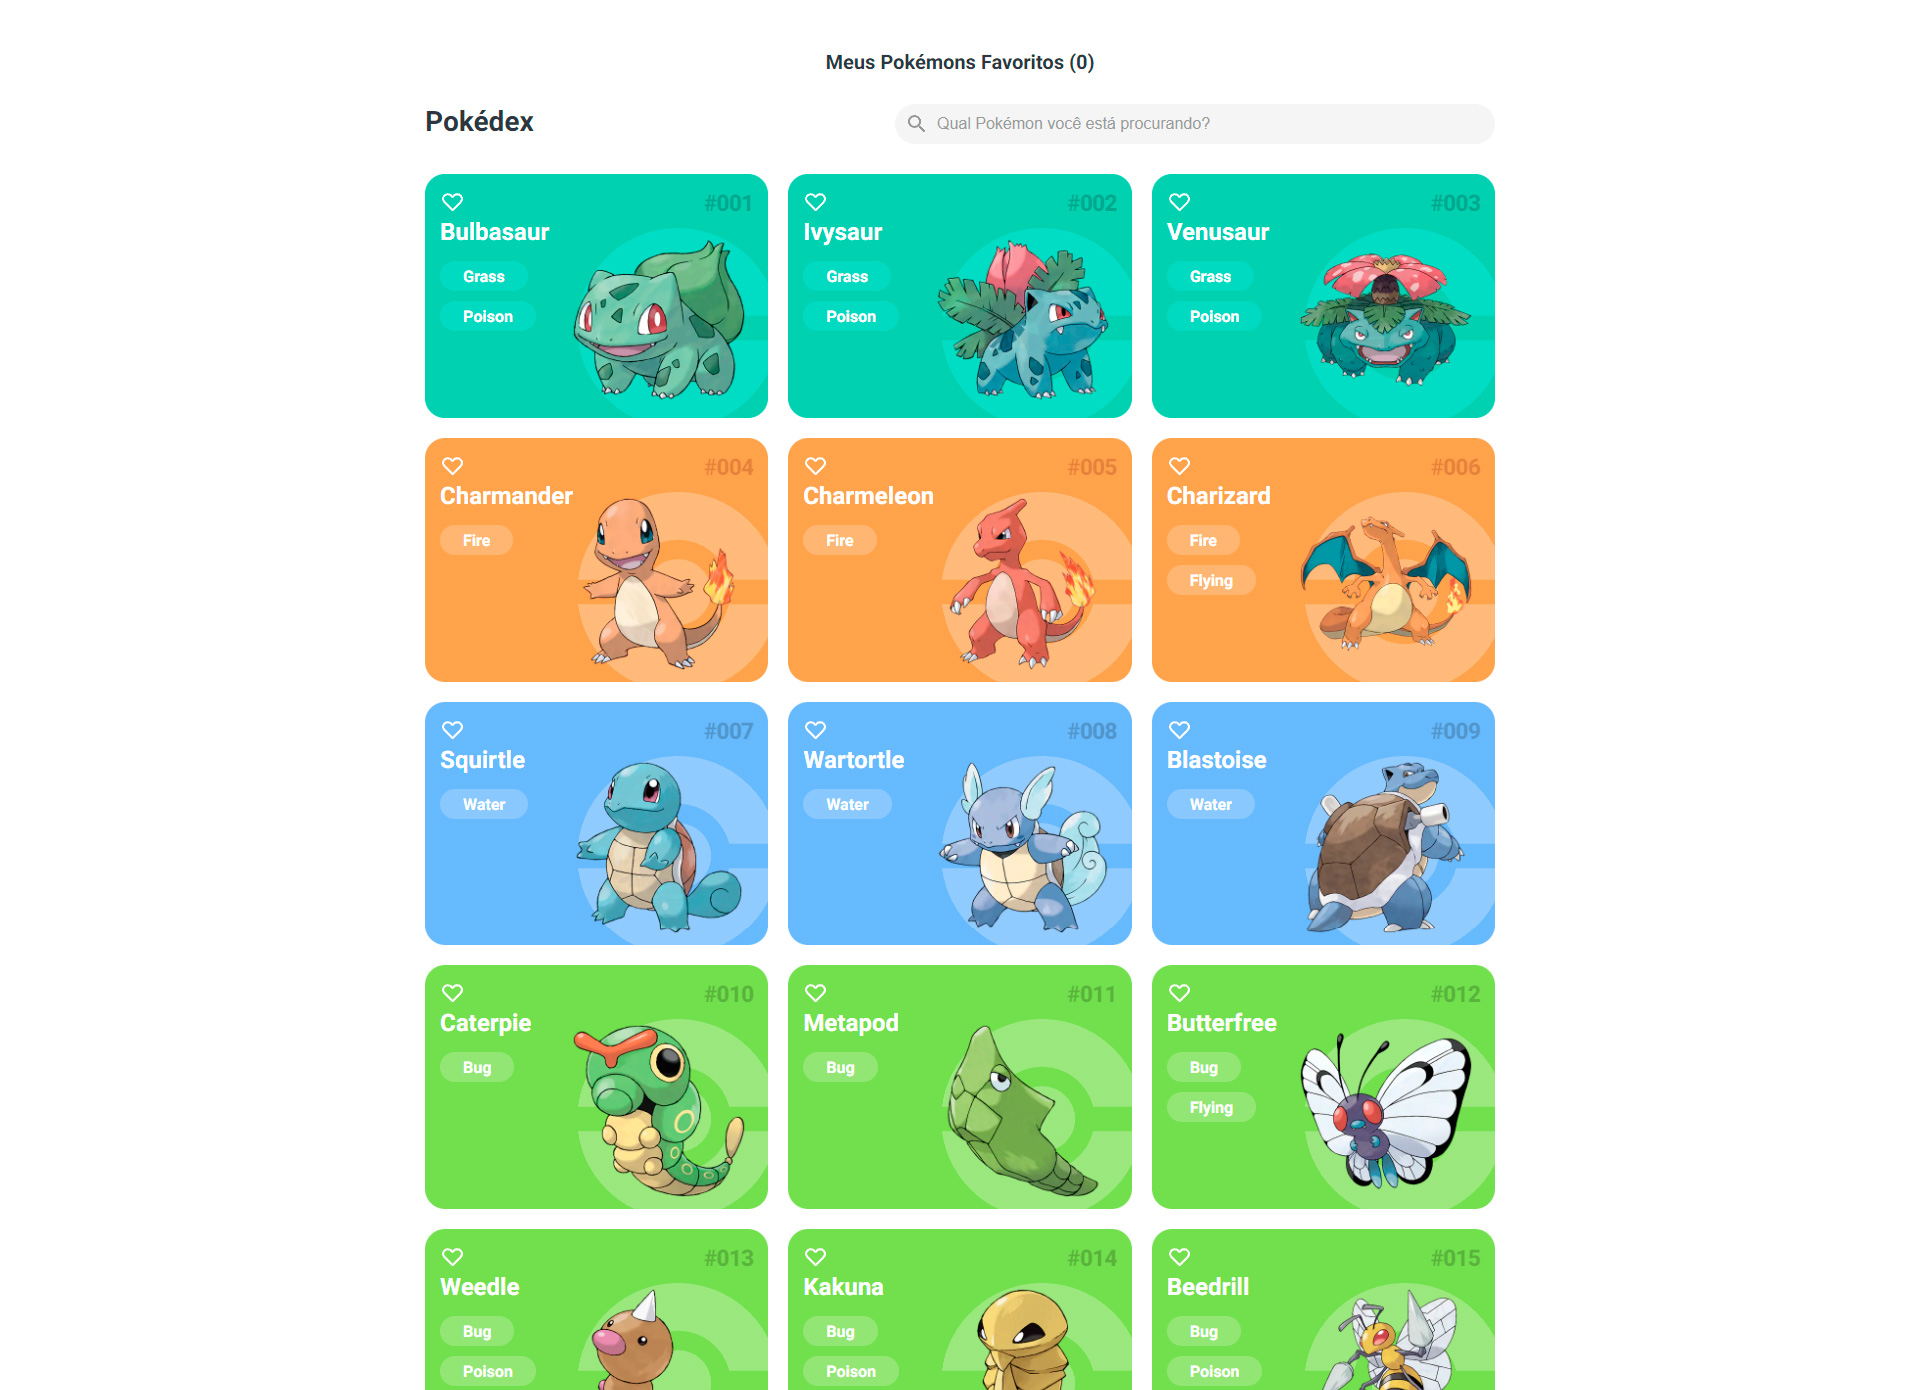 Meus Pokémons Favoritos (0)
Pokédex
Qual Pokémon você está procurando?
#001
Bulbasaur
Grass
Poison
#002
Ivysaur
Grass
Poison
#003
Venusaur
Grass
Poison
#004
Charmander
Fire
#005
Charmeleon
Fire
#006
Charizard
Fire
Flying
#007
Squirtle
Water
#008
Wartortle
Water
#009
Blastoise
Water
#010
Caterpie
Bug
#011
Metapod
Bug
#012
Butterfree
Bug
Flying
#013
Weedle
Bug
Poison
#014
Kakuna
Bug
Poison
#015
Beedrill
Bug
Poison